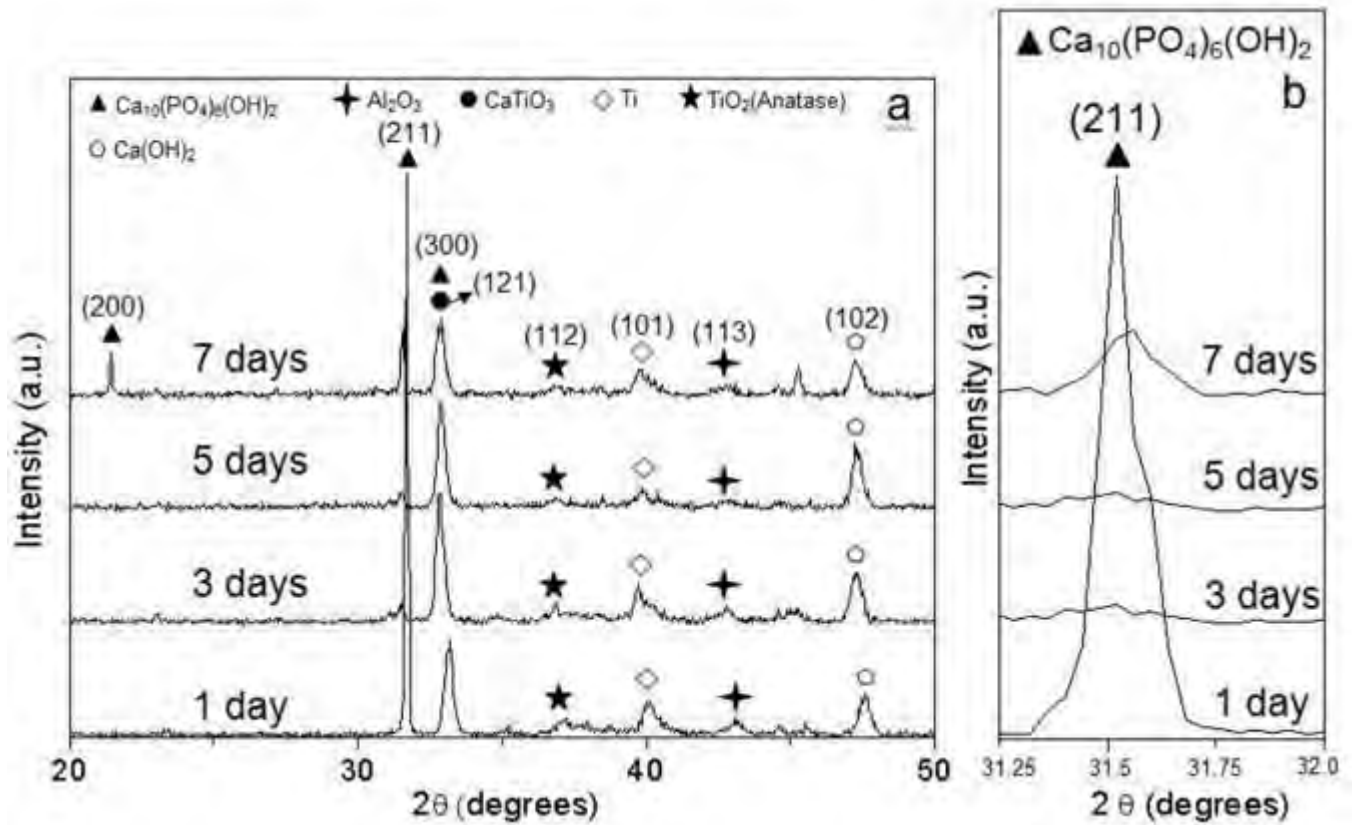 ▲ Ca10(PO4)6(OH)2 ✦ Al2O3 ● CaTiO3 ◇ Ti ★ TiO2(Anatase) a
○ Ca(OH)2
(211)
(300)
(121)
(200)
(112) (101) (113) (102)
7 days
5 days
3 days
1 day
Intensity (a.u.)
20 30 40 50
2θ (degrees)
▲ Ca10(PO4)6(OH)2
b
(211)
7 days
5 days
3 days
1 day
Intensity (a.u.)
31.25 31.5 31.75 32.0
2 θ (degrees)